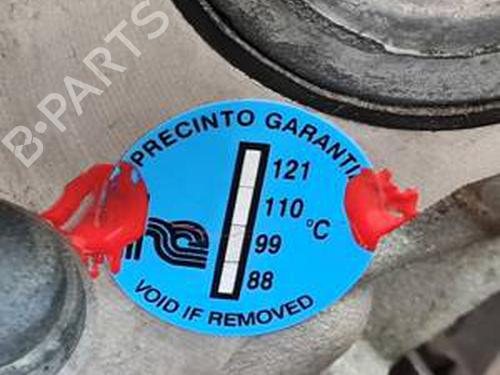 B-PARTS
PRECINTO GARANTI
121
110
°C
99
88
VOID IF REMOVED